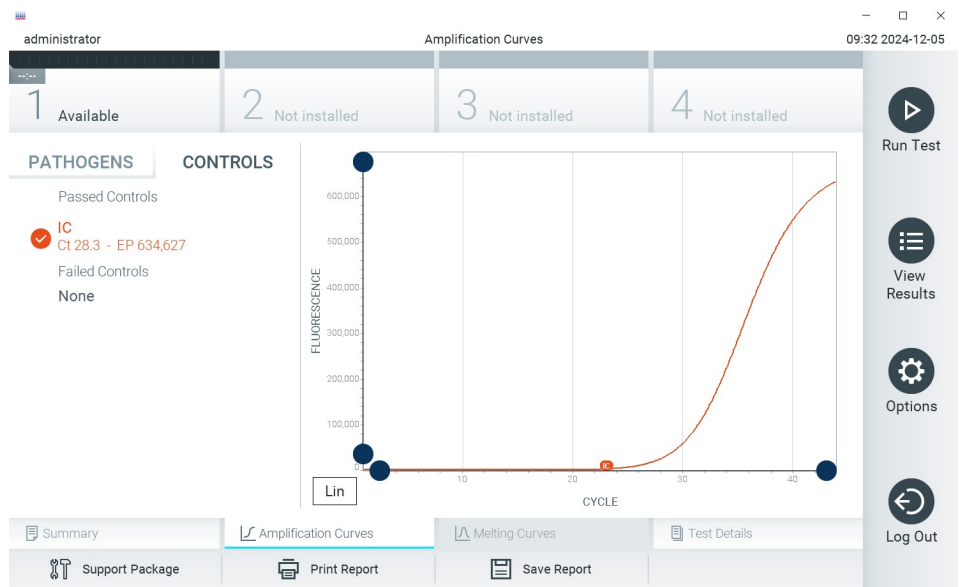 administrator
Amplification Curves
09:32 2024-12-05
--:--
1 Available
2 Not installed
3 Not installed
4 Not installed
PATHOGENS
CONTROLS
Passed Controls
IC
Ct 28.3 - EP 634,627
Failed Controls
None
FLUORESCENCE
600,000
500,000
400,000
300,000
200,000
100,000
0
IC
10
20
30
40
CYCLE
Lin
Run Test
View
Results
Options
Log Out
Summary
Amplification Curves
Melting Curves
Test Details
Support Package
Print Report
Save Report